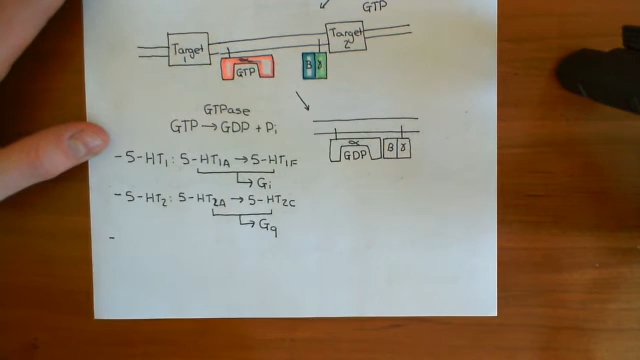 GTP
Target
1
Target
2
α
GTP
β γ
GTPase
GTP → GDP + Pi
α
GDP
β γ
- 5-HT1: 5-HT1A → 5-HT1F
Gi
- 5-HT2: 5-HT2A → 5-HT2C
Gq
-